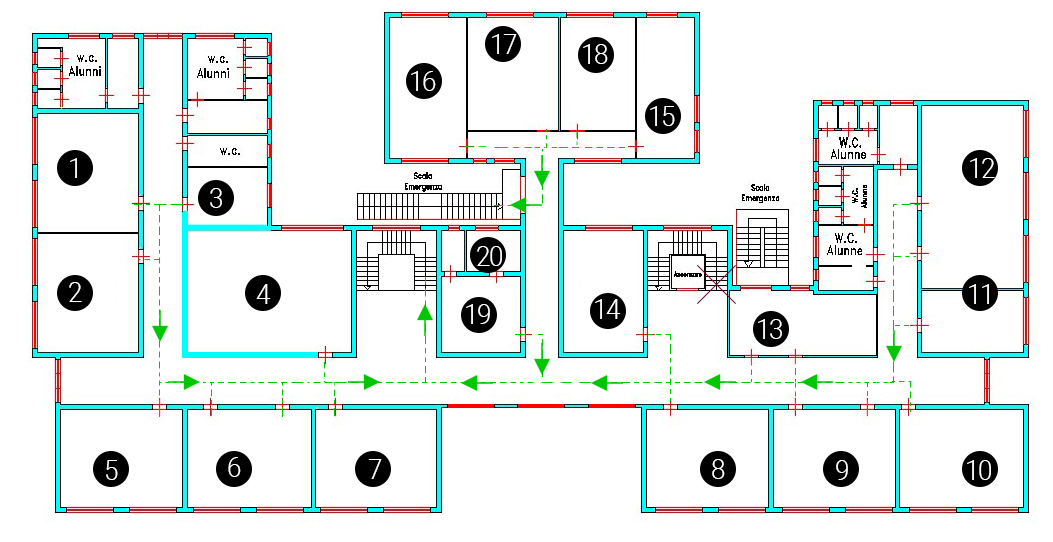 w.c.
Alunni
w.c.
Alunni
w.c.
1
2
3
4
5
6
7
16
17
18
15
Scala
Emergenza
20
19
14
Scala
Emergenza
Ascensore
13
W.C.
Alunne
W.C.
Alunne
W.C.
Alunne
12
11
8
9
10